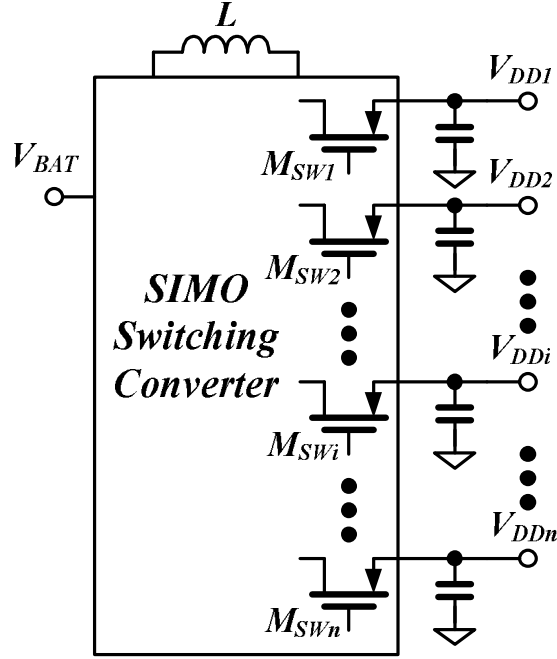 L
V_DD1
V_BAT
M_SW1
V_DD2
M_SW2
SIMO
Switching
Converter
V_DDi
M_SWi
V_DDn
M_SWn